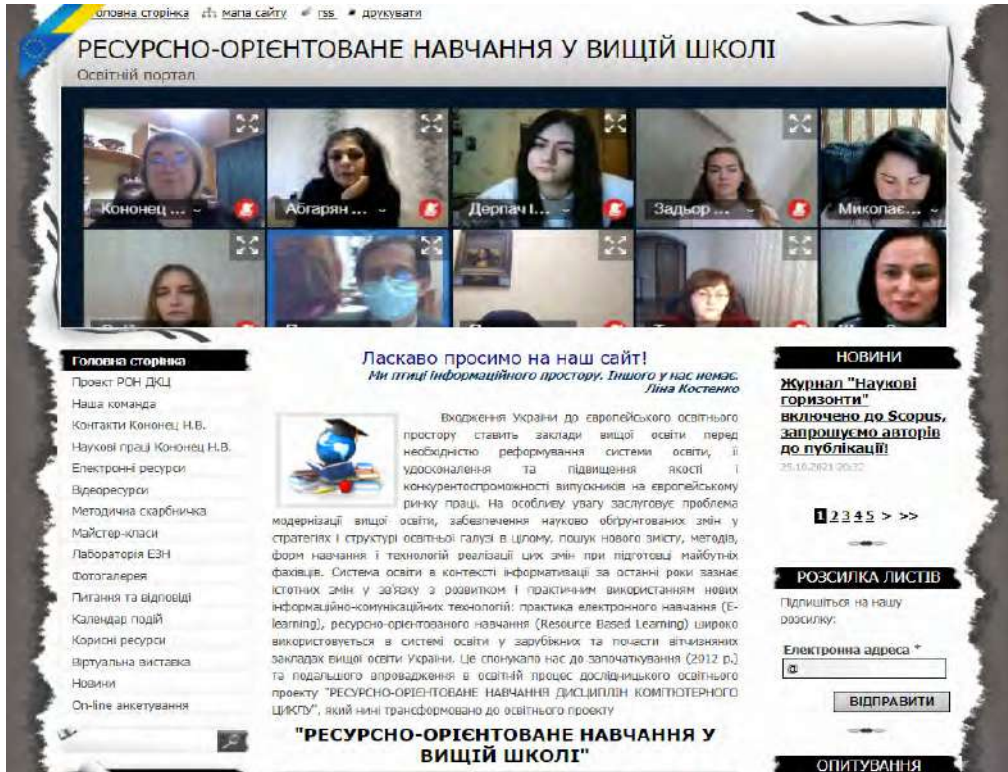 головна сторінка мапа сайту rss друкувати
РЕСУРСНО-ОРІЄНТОВАНЕ НАВЧАННЯ У ВИЩІЙ ШКОЛІ
Освітній портал
Кононец ... Абгарян ... Дерпач І... Задьор ... Миколає...
Головна сторінка
Проект РОН ДКЦ
Наша команда
Контакти Кононец Н.В.
Наукові праці Кононец Н.В.
Електронні ресурси
Відеоресурси
Методична скарбничка
Майстер-класи
Лабораторія ЕЗН
Фотогалерея
Питання та відповіді
Календар подій
Корисні ресурси
Віртуальна виставка
Новини
On-line анкетування
Ласкаво просимо на наш сайт!
Ми птиці інформаційного простору. Іншого у нас немає.
Ліна Костенко
Входження України до європейського освітнього
простору ставить заклади вищої освіти перед
необхідністю реформування системи освіти, її
удосконалення та підвищення якості і
конкурентоспроможності випускників на європейському
ринку праці. На особливу увагу заслуговує проблема
модернізації вищої освіти, забезпечення науково обґрунтованих змін у
стратегіях і структурі освітньої галузі в цілому, пошук нового змісту, методів,
форм навчання і технологій реалізації цих змін при підготовці майбутніх
фахівців. Система освіти в контексті інформатизації за останні роки зазнає
істотних змін у зв'язку з розвитком і практичним використанням нових
інформаційно-комунікаційних технологій: практика електронного навчання (E-
learning), ресурсно-орієнтованого навчання (Resource Based Learning) широко
використовується в системі освіти у зарубіжних та почасти вітчизняних
закладах вищої освіти України. Це спонукало нас до започаткування (2012 р.)
та подальшого впровадження в освітній процес дослідницького освітнього
проекту "РЕСУРСНО-ОРІЄНТОВАНЕ НАВЧАННЯ ДИСЦИПЛІН КОМП'ЮТЕРНОГО
ЦИКЛУ", який нині трансформовано до освітнього проекту
"РЕСУРСНО-ОРІЄНТОВАНЕ НАВЧАННЯ У
ВИЩІЙ ШКОЛІ"
НОВИНИ
Журнал "Наукові
горизонти"
включено до Scopus,
запрошуємо авторів
до публікації!
25.10.2021 20:32
1 2 3 4 5 > >>
РОЗСИЛКА ЛИСТІВ
Підпишіться на нашу
розсилку:
Електронна адреса *
@
ВІДПРАВИТИ
ОПИТУВАННЯ